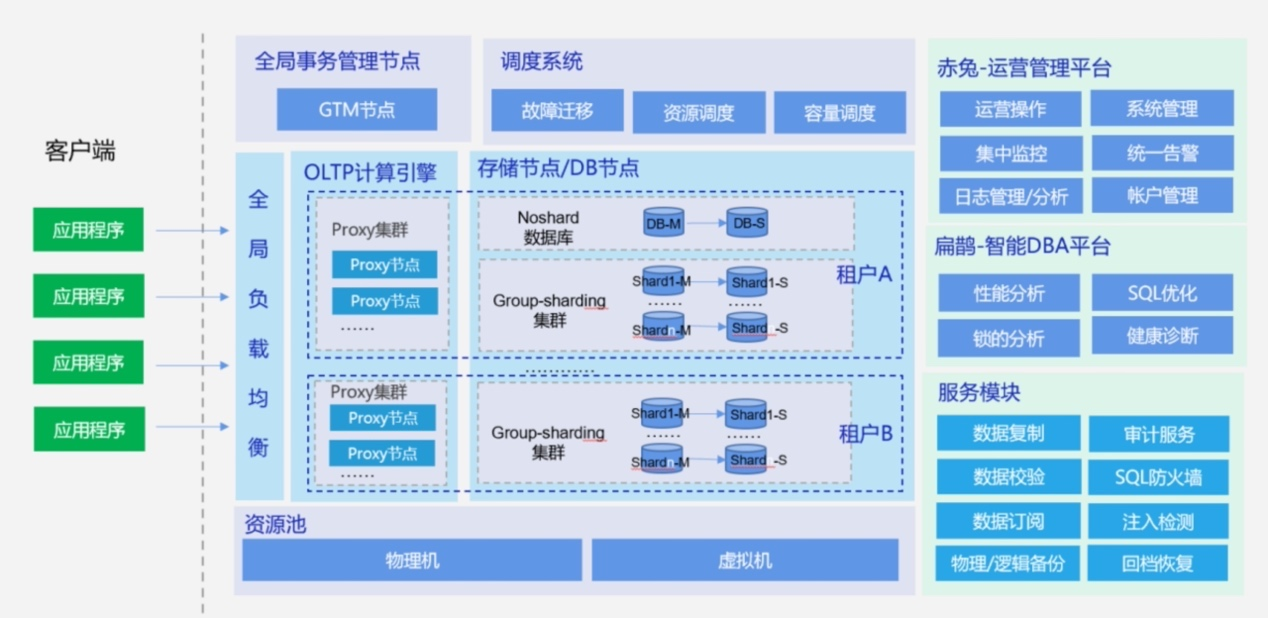 客户端
应用程序
应用程序
应用程序
应用程序
全局事务管理节点
GTM节点
调度系统
故障迁移
资源调度
容量调度
全
局
负
载
均
衡
OLTP计算引擎
Proxy集群
Proxy节点
Proxy节点
......
Proxy集群
Proxy节点
Proxy节点
......
存储节点/DB节点
Noshard
数据库
DB-M
DB-S
Group-sharding
集群
Shard1-M
Shard1-S
......
......
Shardn-M
Shard -S
租户A
............
Group-sharding
集群
Shard1-M
Shard1-S
......
......
Shardn-M
Shard -S
租户B
资源池
物理机
虚拟机
赤兔-运营管理平台
运营操作
系统管理
集中监控
统一告警
日志管理/分析
帐户管理
扁鹊-智能DBA平台
性能分析
SQL优化
锁的分析
健康诊断
服务模块
数据复制
审计服务
数据校验
SQL防火墙
数据订阅
注入检测
物理/逻辑备份
回档恢复